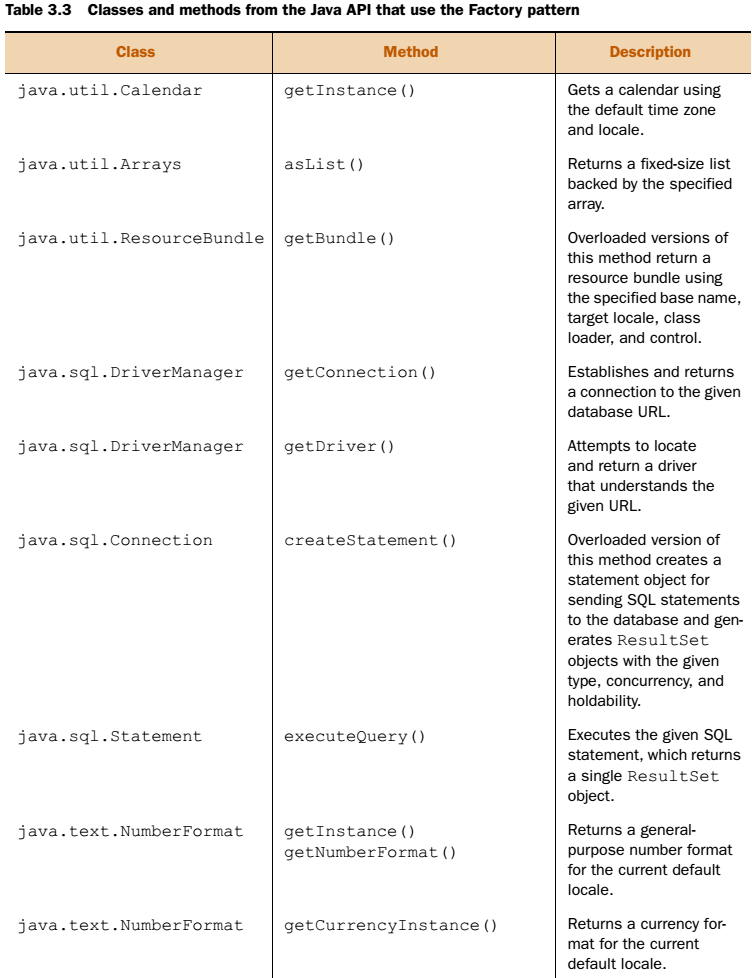 Table 3.3 Classes and methods from the Java API that use the Factory pattern
Class Method Description
java.util.Calendar getInstance() Gets a calendar using
the default time zone
and locale.
java.util.Arrays asList() Returns a fixed-size list
backed by the specified
array.
java.util.ResourceBundle getBundle() Overloaded versions of
this method return a
resource bundle using
the specified base name,
target locale, class
loader, and control.
java.sql.DriverManager getConnection() Establishes and returns
a connection to the given
database URL.
java.sql.DriverManager getDriver() Attempts to locate
and return a driver
that understands the
given URL.
java.sql.Connection createStatement() Overloaded version of
this method creates a
statement object for
sending SQL statements
to the database and gen-
erates ResultSet
objects with the given
type, concurrency, and
holdability.
java.sql.Statement executeQuery() Executes the given SQL
statement, which returns
a single ResultSet
object.
java.text.NumberFormat getInstance() Returns a general-
getNumberFormat() purpose number format
for the current default
locale.
java.text.NumberFormat getCurrencyInstance() Returns a currency for-
mat for the current
default locale.